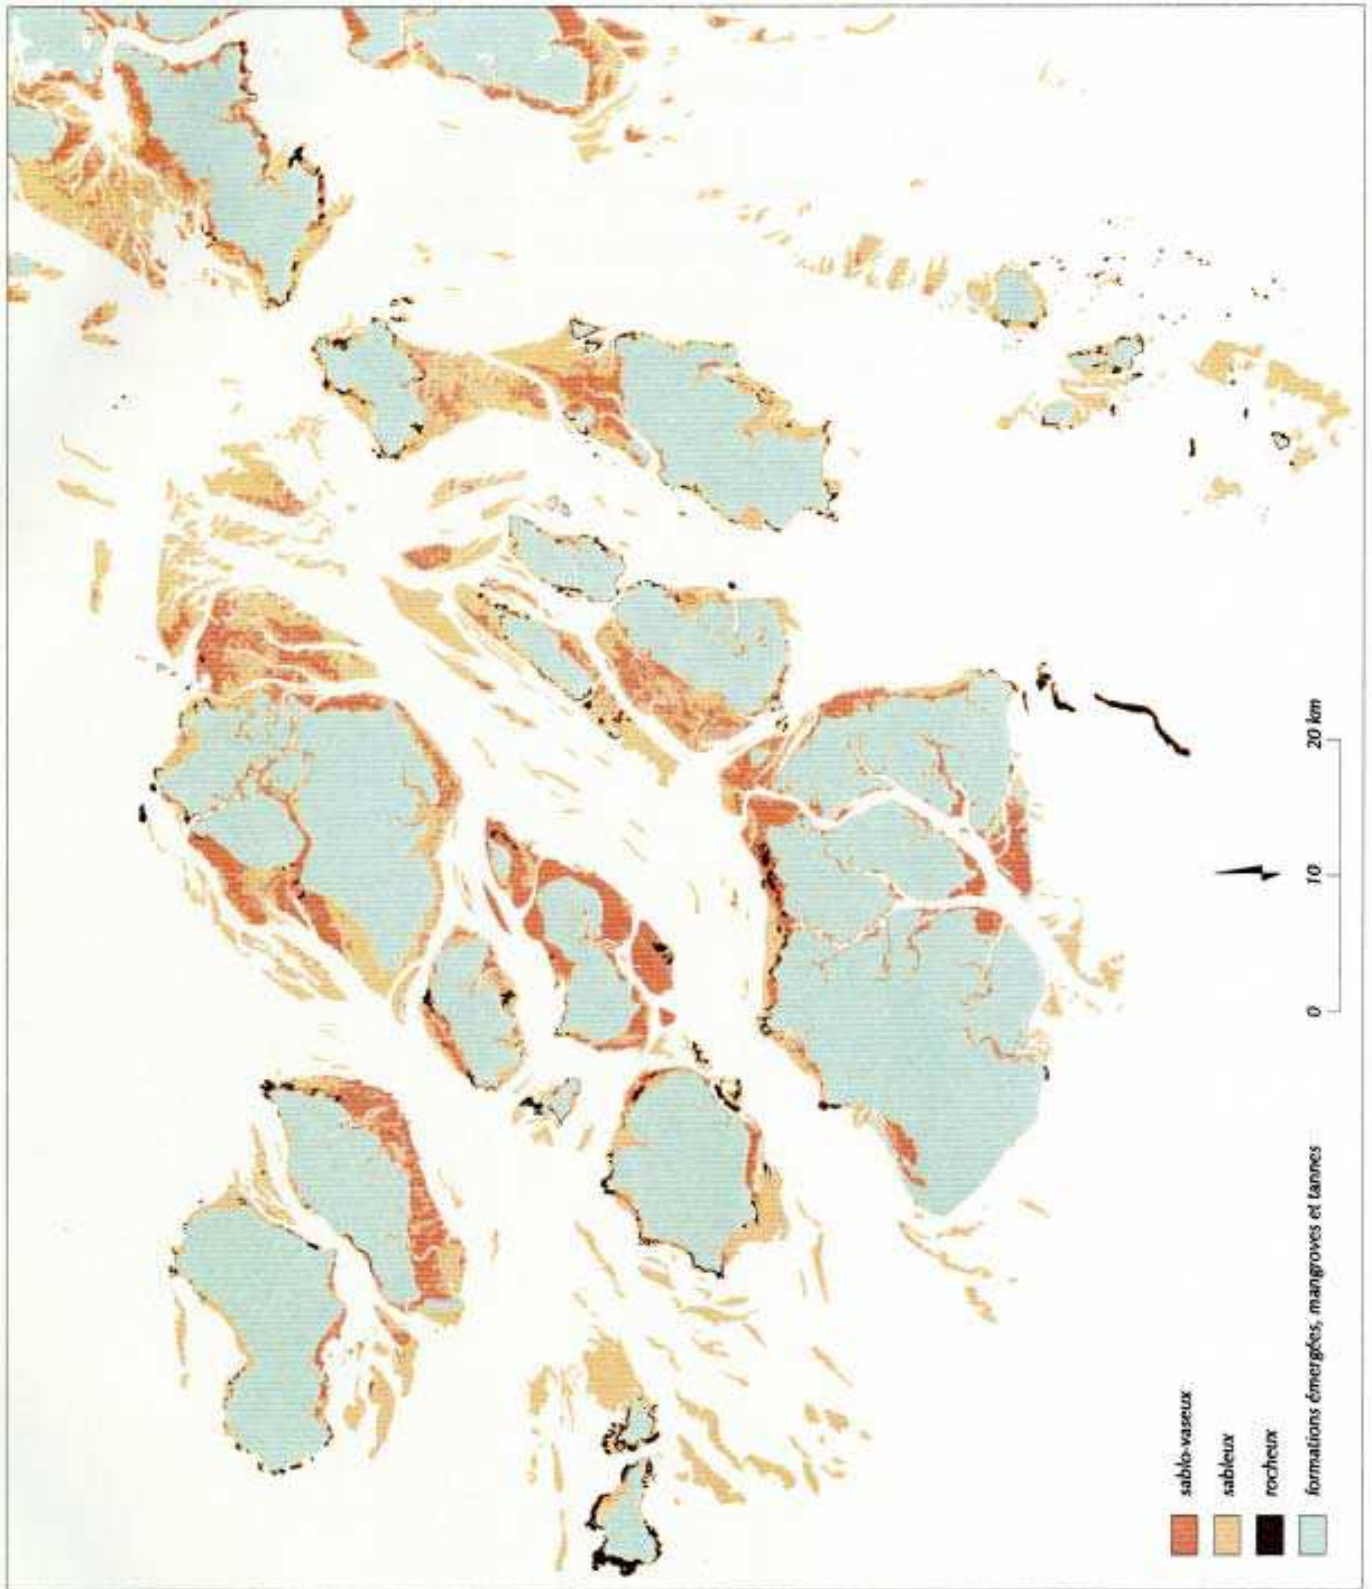 sablo-vaseux
sableux
rocheux
formations émergées, mangroves et tannes
0 10 20 km